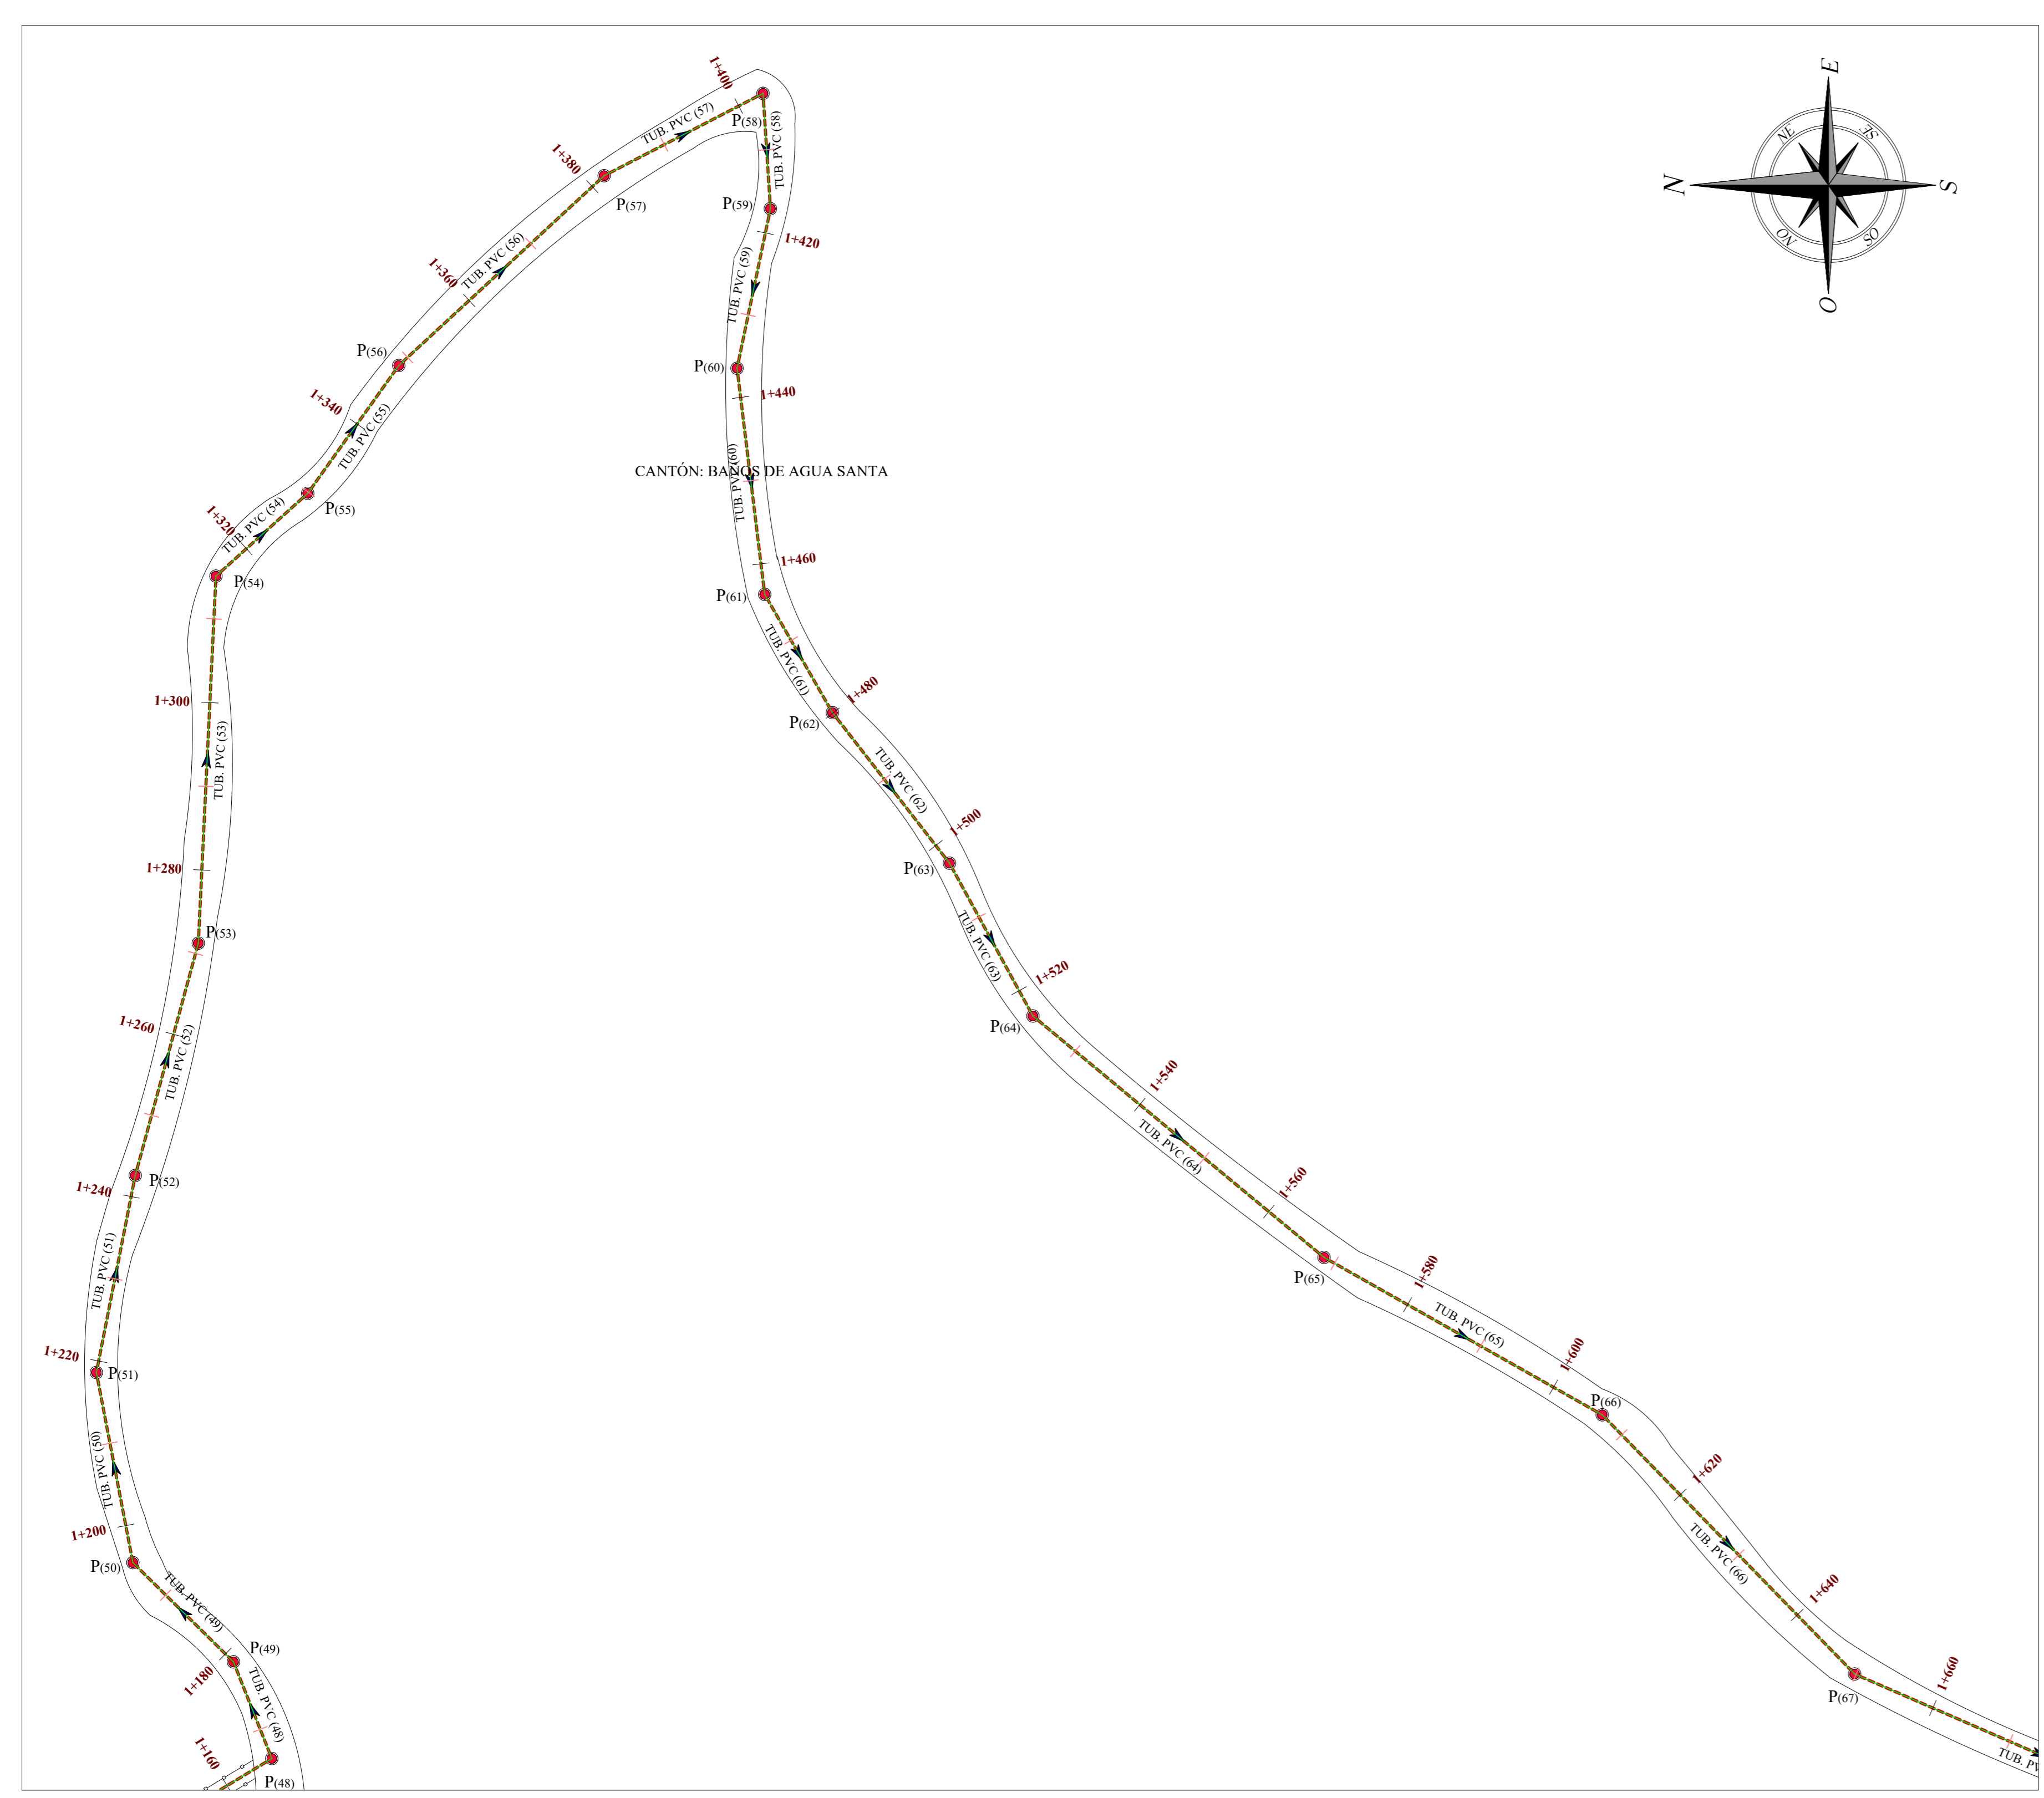 E
NE
SE
N
S
NO
SO
O
1+400
TUB. PVC (57)
P(58)
TUB. PVC (58)
1+380
P(57)
P(59)
1+420
TUB. PVC (56)
1+360
TUB. PVC (59)
P(56)
P(60)
1+440
1+340
TUB. PVC (55)
CANTÓN: BAÑOS DE AGUA SANTA
TUB. PVC (60)
TUB. PVC (54)
1+320
P(55)
1+460
P(54)
P(61)
TUB. PVC (61)
1+300
1+480
P(62)
TUB. PVC (53)
TUB. PVC (62)
1+500
1+280
P(63)
P(53)
TUB. PVC (63)
1+520
1+260
P(64)
TUB. PVC (52)
1+540
TUB. PVC (64)
1+240
P(52)
1+560
TUB. PVC (51)
P(65)
1+580
TUB. PVC (65)
1+220
P(51)
1+600
P(66)
TUB. PVC (50)
1+620
1+200
TUB. PVC (66)
P(50)
TUB. PVC (49)
1+640
P(49)
1+180
TUB. PVC (48)
1+660
P(67)
1+160
P(48)
TUB. PV